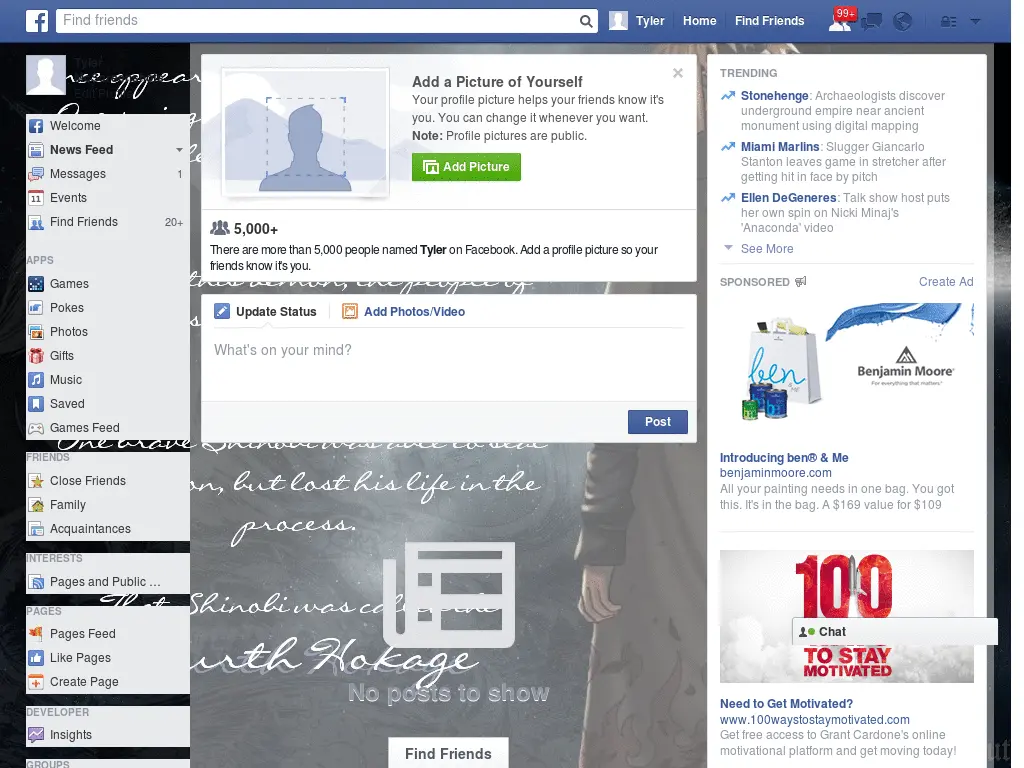 Find friends
Tyler
Home
Find Friends
99+
Tyler
Edit Profile
Welcome
News Feed
Messages
1
Events
11
Find Friends
20+
APPS
Games
Pokes
Photos
Gifts
Music
Saved
Games Feed
FRIENDS
Close Friends
Family
Acquaintances
INTERESTS
Pages and Public ...
PAGES
Pages Feed
Like Pages
Create Page
DEVELOPER
Insights
GROUPS
Add a Picture of Yourself
Your profile picture helps your friends know it's
you. You can change it whenever you want.
Note: Profile pictures are public.
Add Picture
5,000+
There are more than 5,000 people named Tyler on Facebook. Add a profile picture so your
friends know it's you.
this demon, the people of
Update Status
Add Photos/Video
What's on your mind?
Post
One brave Shinobi was able to seal
on, but lost his life in the
process.
That Shinobi was called the
urth Hokage
No posts to show
Find Friends
TRENDING
Stonehenge: Archaeologists discover
underground empire near ancient
monument using digital mapping
Miami Marlins: Slugger Giancarlo
Stanton leaves game in stretcher after
getting hit in face by pitch
Ellen DeGeneres: Talk show host puts
her own spin on Nicki Minaj's
'Anaconda' video
See More
SPONSORED
Create Ad
ben
Benjamin Moore®
For everything that matters.®
Introducing ben® & Me
benjaminmoore.com
All your painting needs in one bag. You got
this. It's in the bag. A $169 value for $109
100
TO STAY
MOTIVATED
Chat
Need to Get Motivated?
www.100waystostaymotivated.com
Get free access to Grant Cardone's online
motivational platform and get moving today!